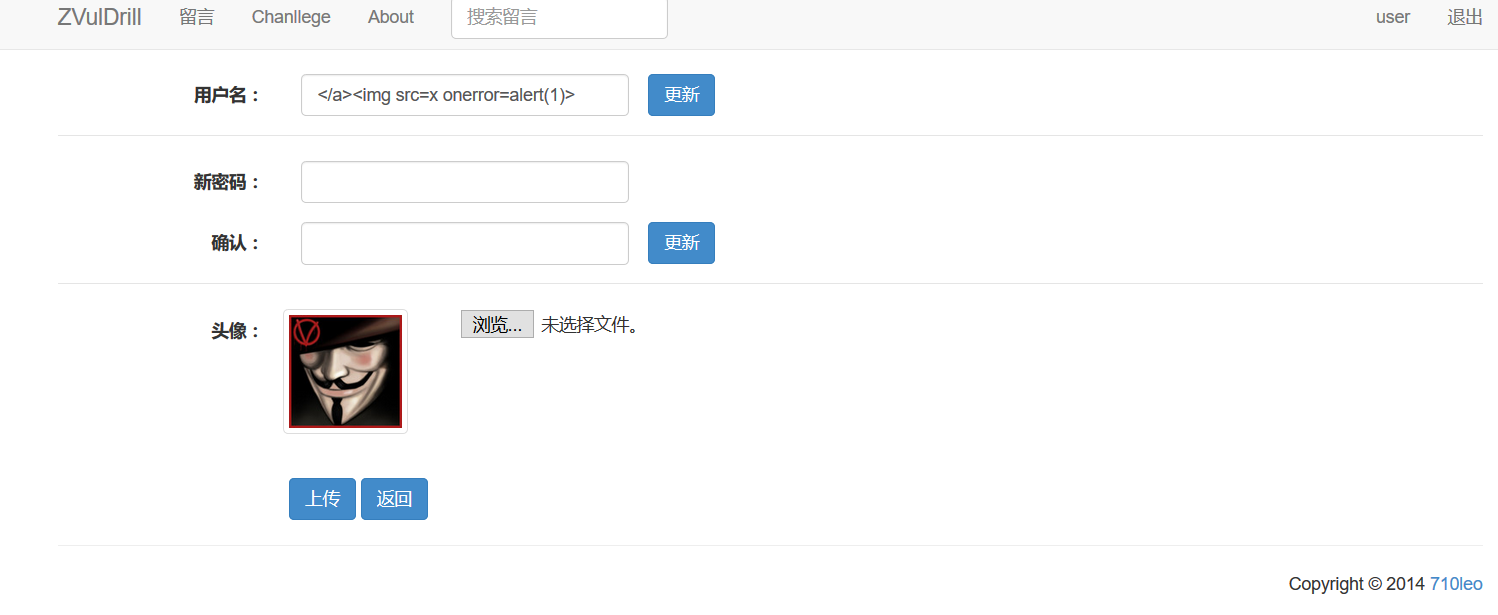 ZVulDrill 留言 Chanllege About 搜索留言 user 退出
用户名： </a><img src=x onerror=alert(1)> 更新
新密码：
确认： 更新
头像： 浏览... 未选择文件。
上传 返回
Copyright © 2014 710leo